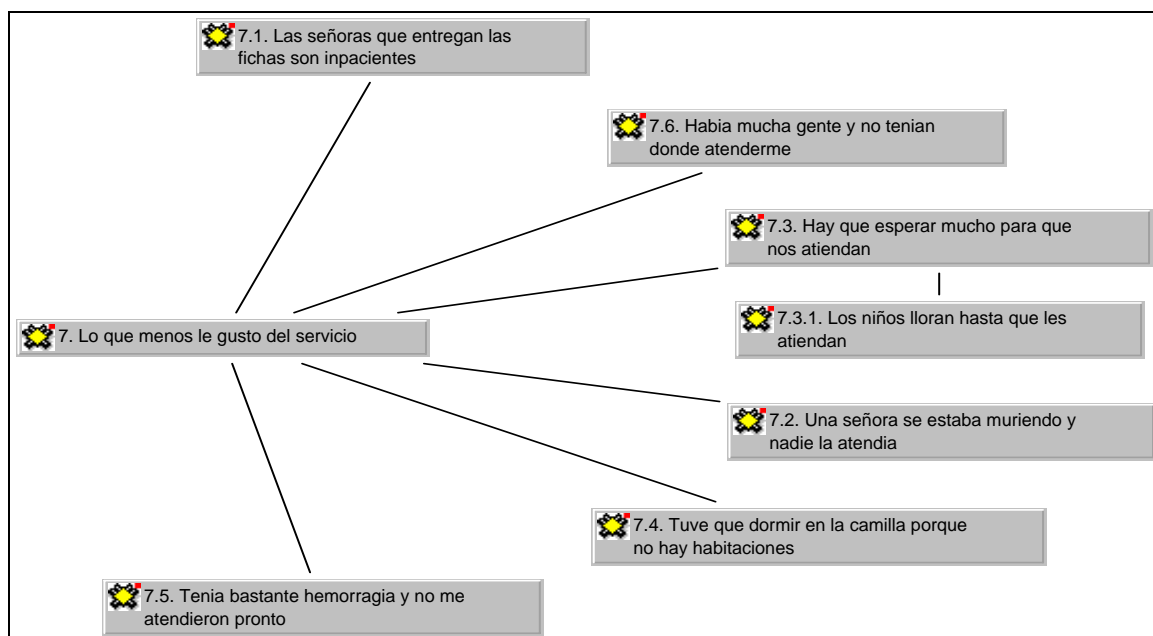 7.1. Las señoras que entregan las
fichas son inpacientes
7.6. Habia mucha gente y no tenian
donde atenderme
7.3. Hay que esperar mucho para que
nos atiendan
7.3.1. Los niños lloran hasta que les
atiendan
7. Lo que menos le gusto del servicio
7.2. Una señora se estaba muriendo y
nadie la atendia
7.4. Tuve que dormir en la camilla porque
no hay habitaciones
7.5. Tenia bastante hemorragia y no me
atendieron pronto